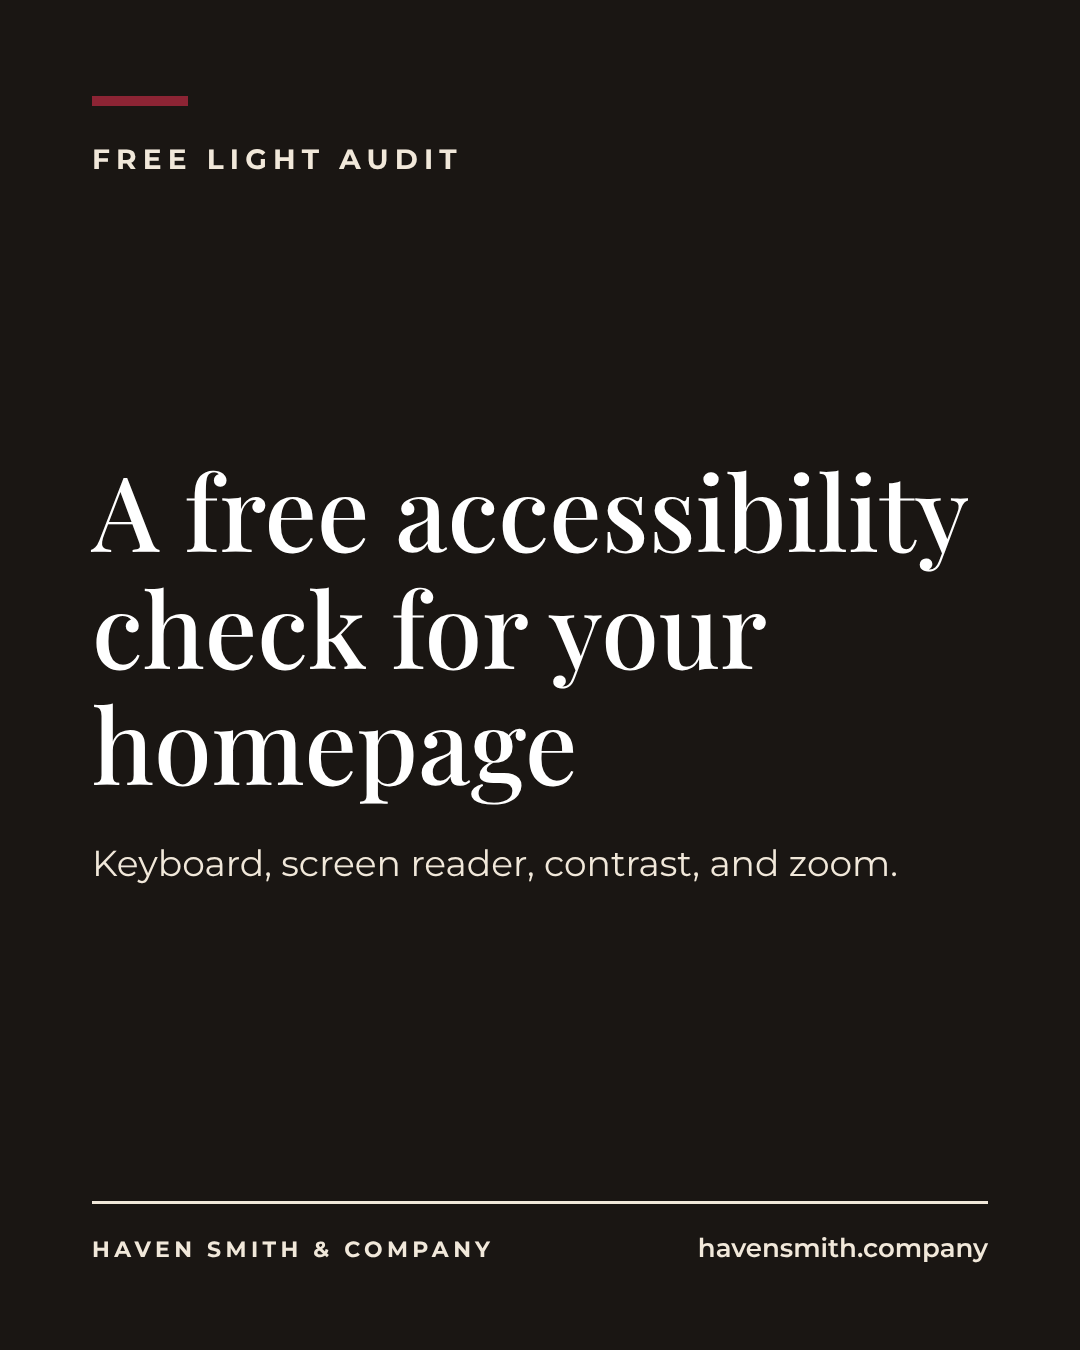 FREE LIGHT AUDIT
A free accessibility
check for your
homepage
Keyboard, screen reader, contrast, and zoom.
HAVEN SMITH & COMPANY
havensmith.company